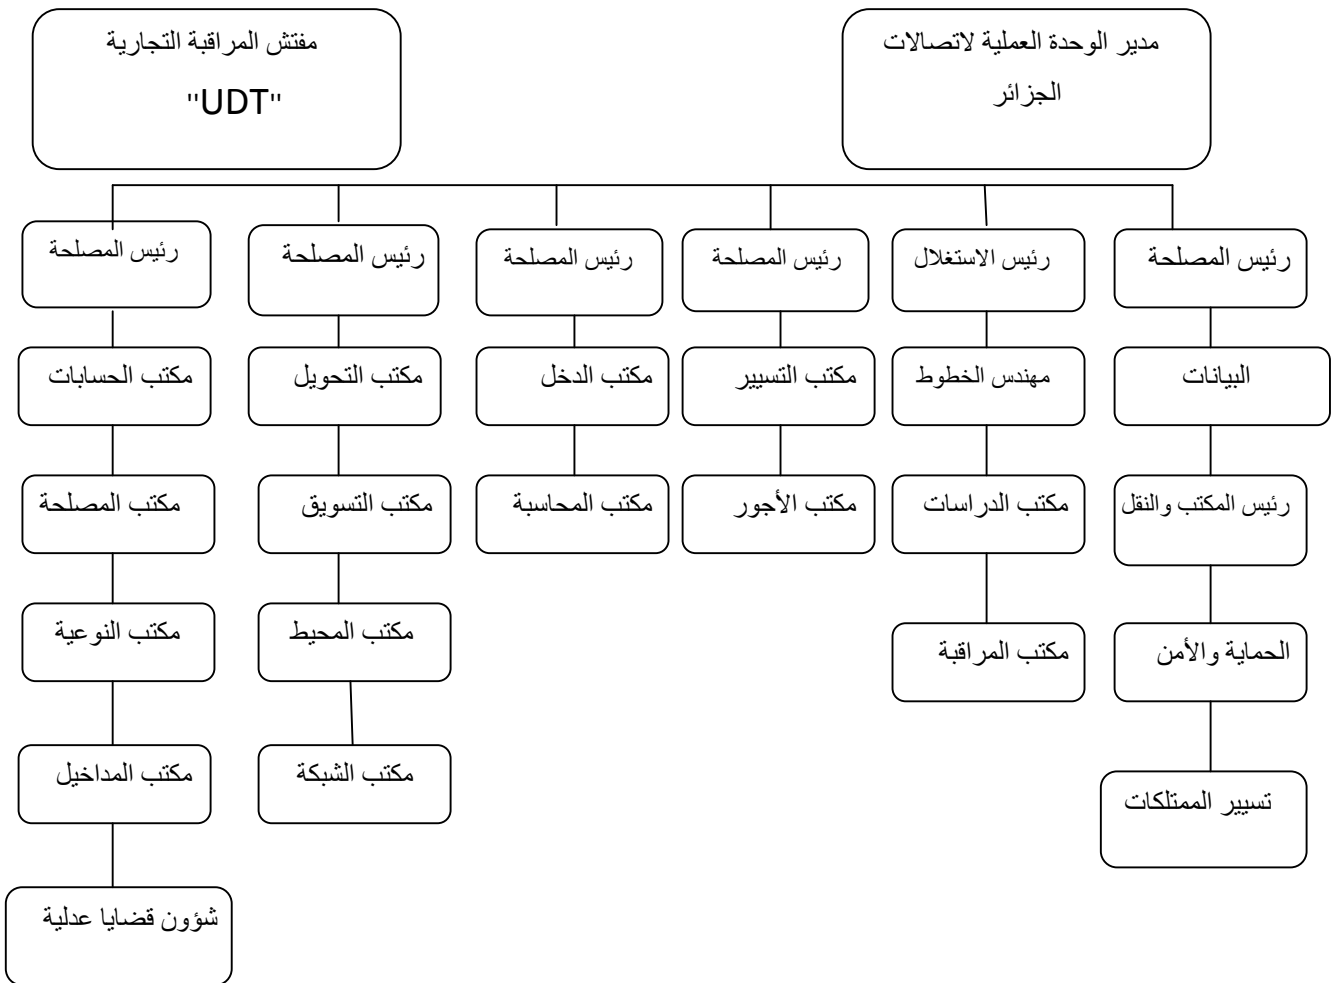 مدير الوحدة العملية لاتصالات
الجزائر
مفتش المراقبة التجارية
"UDT"
رئيس المصلحة
رئيس الاستغلال
رئيس المصلحة
رئيس المصلحة
رئيس المصلحة
رئيس المصلحة
البيانات
مهندس الخطوط
مكتب التسيير
مكتب الدخل
مكتب التحويل
مكتب الحسابات
رئيس المكتب والنقل
مكتب الدراسات
مكتب الأجور
مكتب المحاسبة
مكتب التسويق
مكتب المصلحة
الحماية والأمن
مكتب المراقبة
مكتب المحيط
مكتب النوعية
تسيير الممتلكات
مكتب الشبكة
مكتب المداخيل
شؤون قضايا عدلية